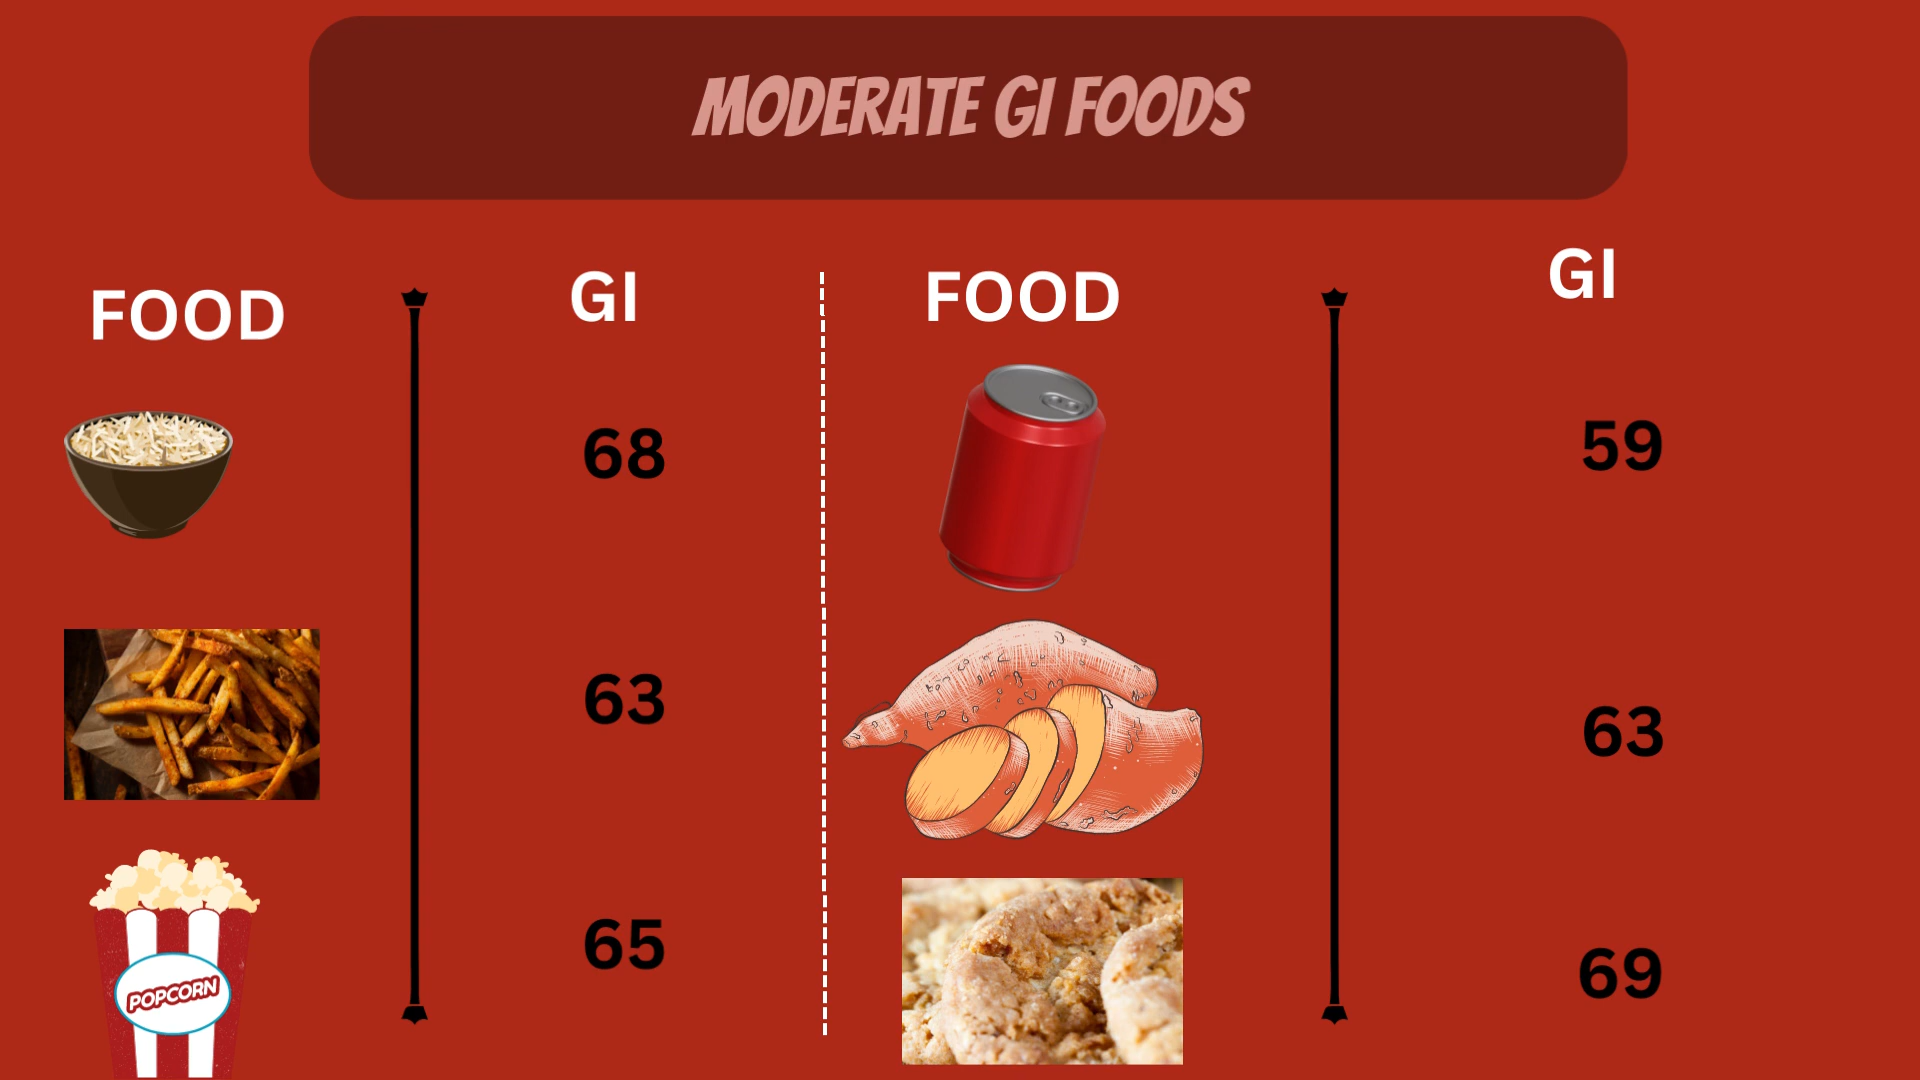 MODERATE GI FOODS
FOOD GI FOOD GI
68 59
63 63
POPCORN 65 69